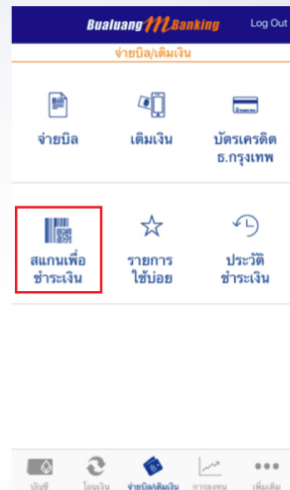 Bualuang mBanking Log Out
จ่ายบิล/เติมเงิน
จ่ายบิล เติมเงิน บัตรเครดิต
ธ.กรุงเทพ
สแกนเพื่อ รายการ ประวัติ
ชำระเงิน ใช้บ่อย ชำระเงิน
บัญชี โอนเงิน จ่ายบิล/เติมเงิน การลงทุน เพิ่มเติม